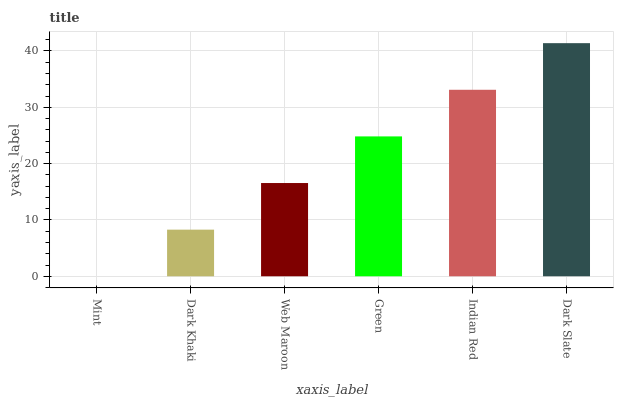 title
yaxis_label
40
30
20
10
0
Mint
Dark Khaki
Web Maroon
Green
Indian Red
Dark Slate
xaxis_label